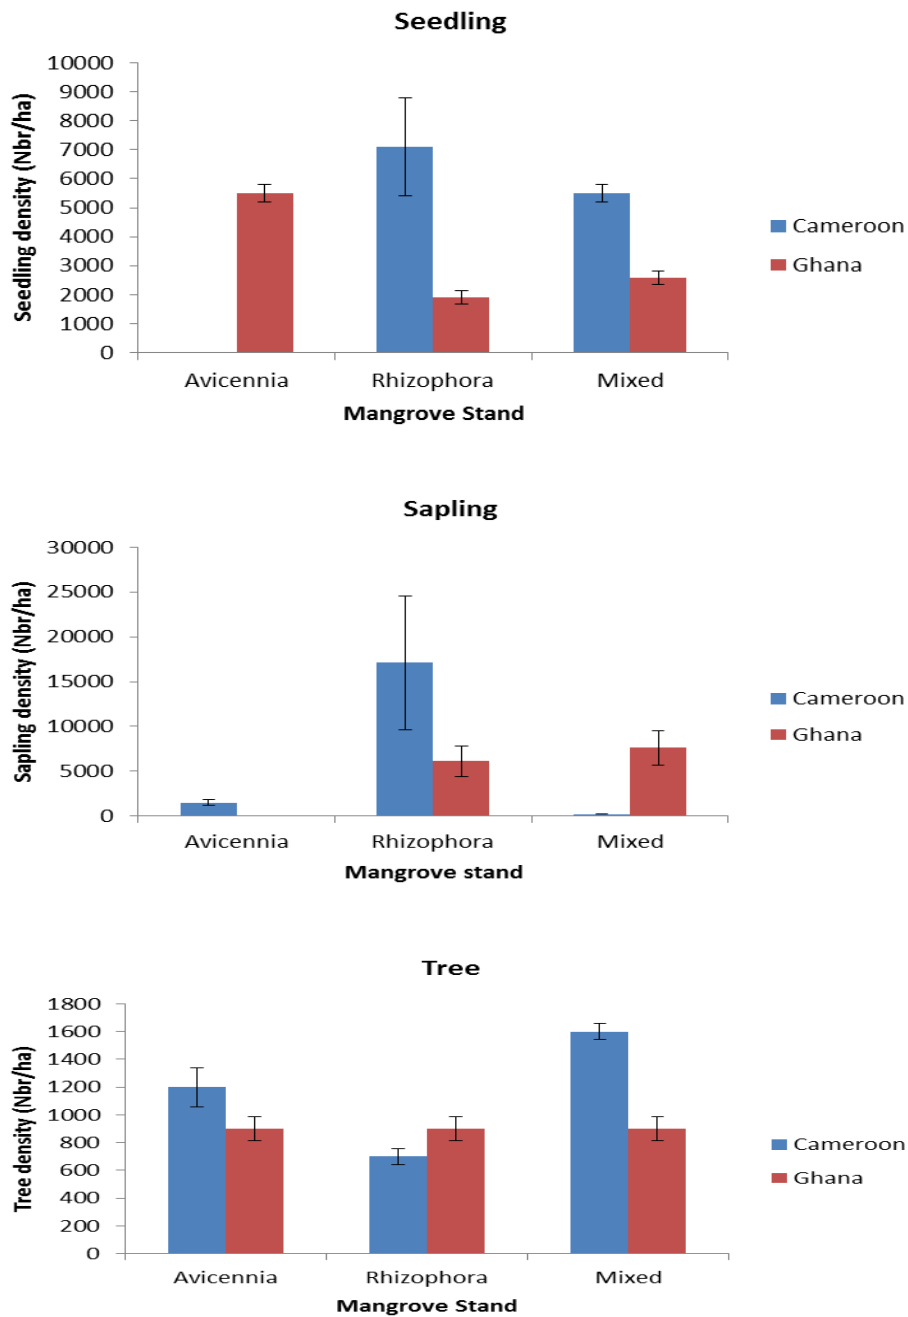 Seedling
Seedling density (Nbr/ha)
10000
9000
8000
7000
6000
5000
4000
3000
2000
1000
0
Avicennia Rhizophora Mixed
Mangrove Stand
Cameroon
Ghana
Sapling
Sapling density (Nbr/ha)
30000
25000
20000
15000
10000
5000
0
Avicennia Rhizophora Mixed
Mangrove stand
Cameroon
Ghana
Tree
Tree density (Nbr/ha)
1800
1600
1400
1200
1000
800
600
400
200
0
Avicennia Rhizophora Mixed
Mangrove Stand
Cameroon
Ghana